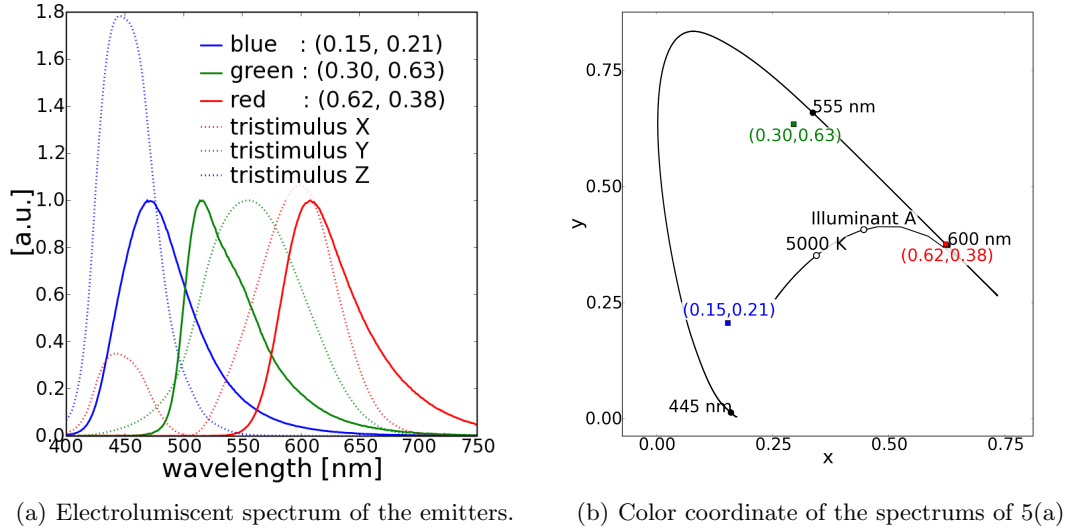 [a.u.]
1.8
1.6
1.4
1.2
1.0
0.8
0.6
0.4
0.2
0.0
400 450 500 550 600 650 700 750
wavelength [nm]
blue : (0.15, 0.21)
green : (0.30, 0.63)
red : (0.62, 0.38)
tristimulus X
tristimulus Y
tristimulus Z
(a) Electrolumiscent spectrum of the emitters.
y
0.75
0.50
0.25
0.00
0.00 0.25 0.50 0.75
x
555 nm
(0.30,0.63)
Illuminant A
5000 K
600 nm
(0.62,0.38)
(0.15,0.21)
445 nm
(b) Color coordinate of the spectrums of 5(a)